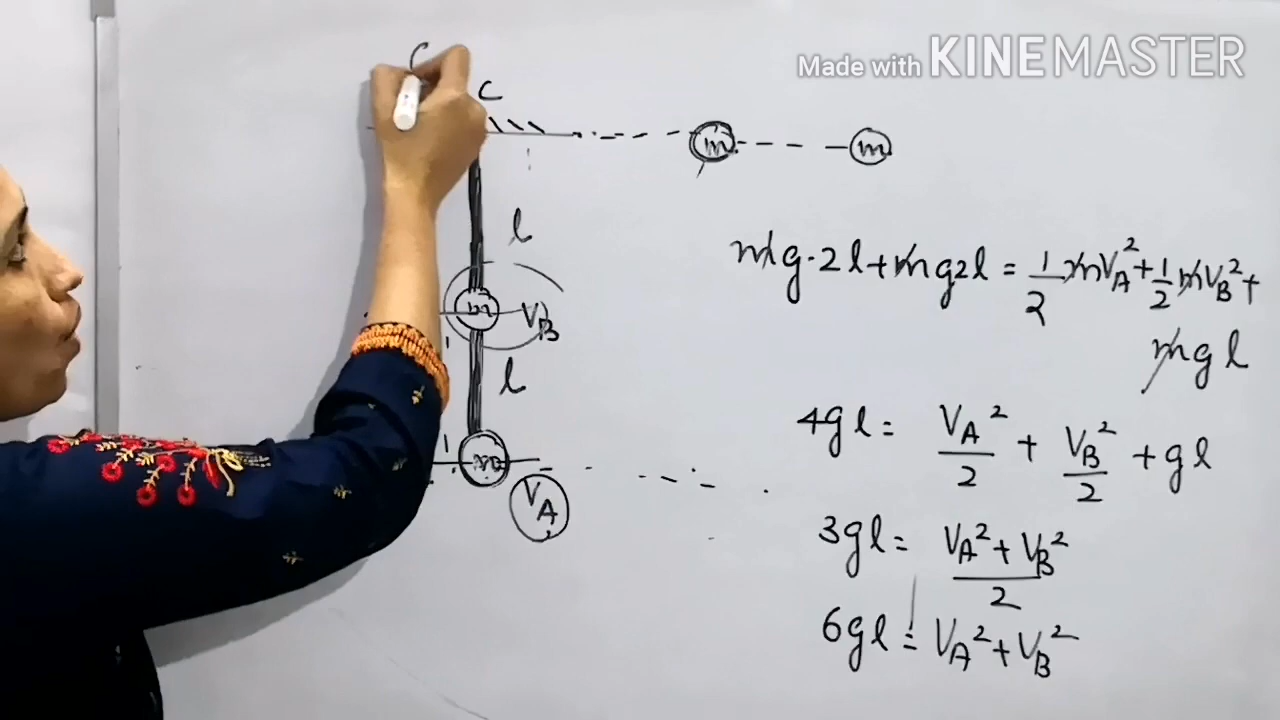 Made with KINEMASTER
C
C
m
m
l
m
V_B
l
m
V_A
mg·2l+mg2l = 1/2 mV_A² + 1/2 mV_B² +
mgl
4gl = V_A²/2 + V_B²/2 + gl
3gl = V_A² + V_B²/2
6gl = V_A² + V_B²